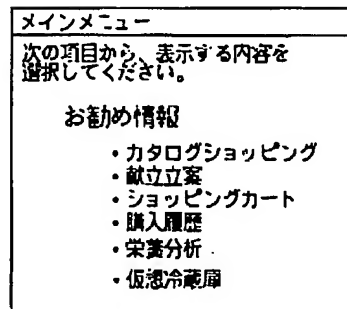 メインメニュー
次の項目から、表示する内容を
選択してください。
お勧め情報
・カタログショッピング
・献立立案
・ショッピングカート
・購入履歴
・栄養分析
・仮想冷蔵庫